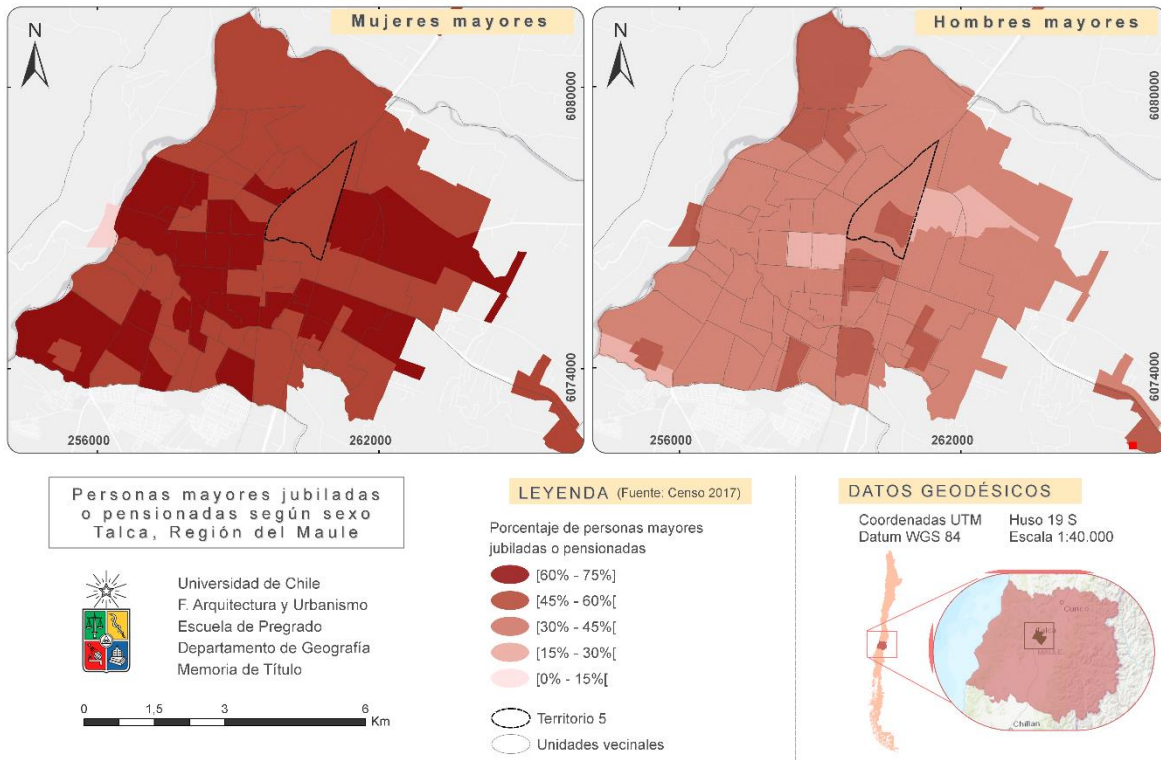 Mujeres mayores
N
6080000
6074000
256000
262000
Hombres mayores
N
6080000
6074000
256000
262000
Personas mayores jubiladas
o pensionadas según sexo
Talca, Región del Maule
Universidad de Chile
F. Arquitectura y Urbanismo
Escuela de Pregrado
Departamento de Geografía
Memoria de Título
0 1,5 3 6
Km
LEYENDA (Fuente: Censo 2017)
Porcentaje de personas mayores
jubiladas o pensionadas
[60% - 75%[
[45% - 60%[
[30% - 45%[
[15% - 30%[
[0% - 15%[
Territorio 5
Unidades vecinales
DATOS GEODÉSICOS
Coordenadas UTM Huso 19 S
Datum WGS 84 Escala 1:40.000
Curicó
Talca
MAULE
Chillan